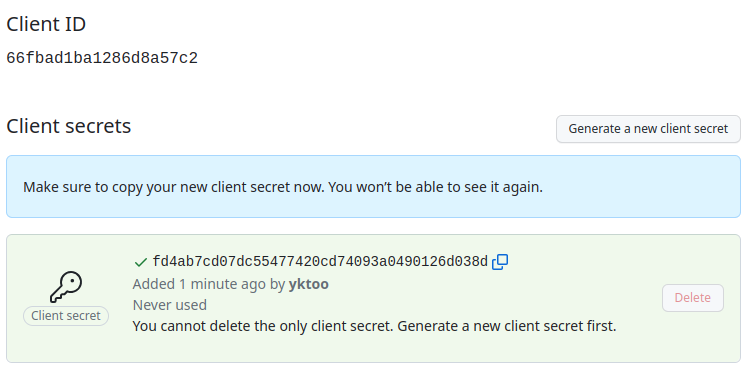 Client ID
66fbad1ba1286d8a57c2
Client secrets
Generate a new client secret
Make sure to copy your new client secret now. You won’t be able to see it again.
fd4ab7cd07dc55477420cd74093a0490126d038d
Added 1 minute ago by yktoo
Never used
You cannot delete the only client secret. Generate a new client secret first.
Client secret
Delete